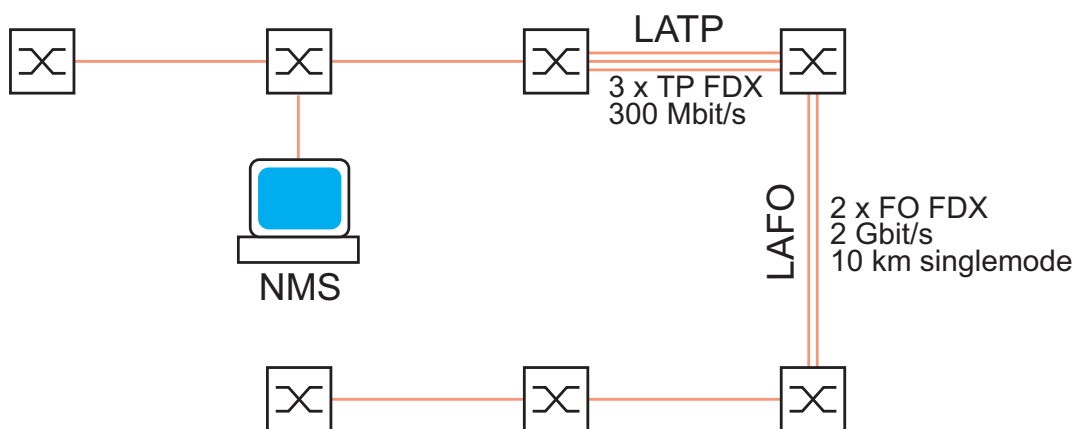 LATP
3 x TP FDX
300 Mbit/s
LAFO
2 x FO FDX
2 Gbit/s
10 km singlemode
NMS